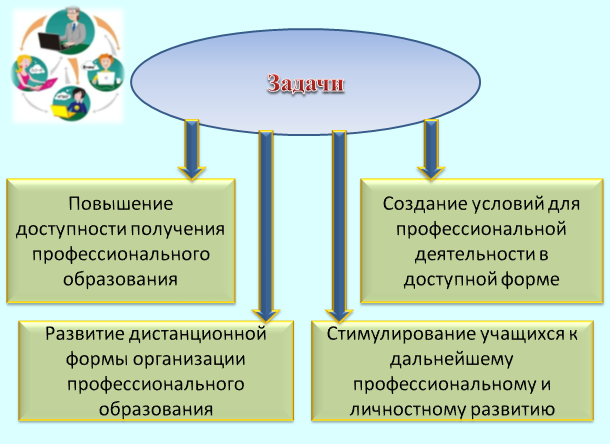 Задачи
Повышение
доступности получения
профессионального
образования
Создание условий для
профессиональной
деятельности в
доступной форме
Развитие дистанционной
формы организации
профессионального
образования
Стимулирование учащихся к
дальнейшему
профессиональному и
личностному развитию